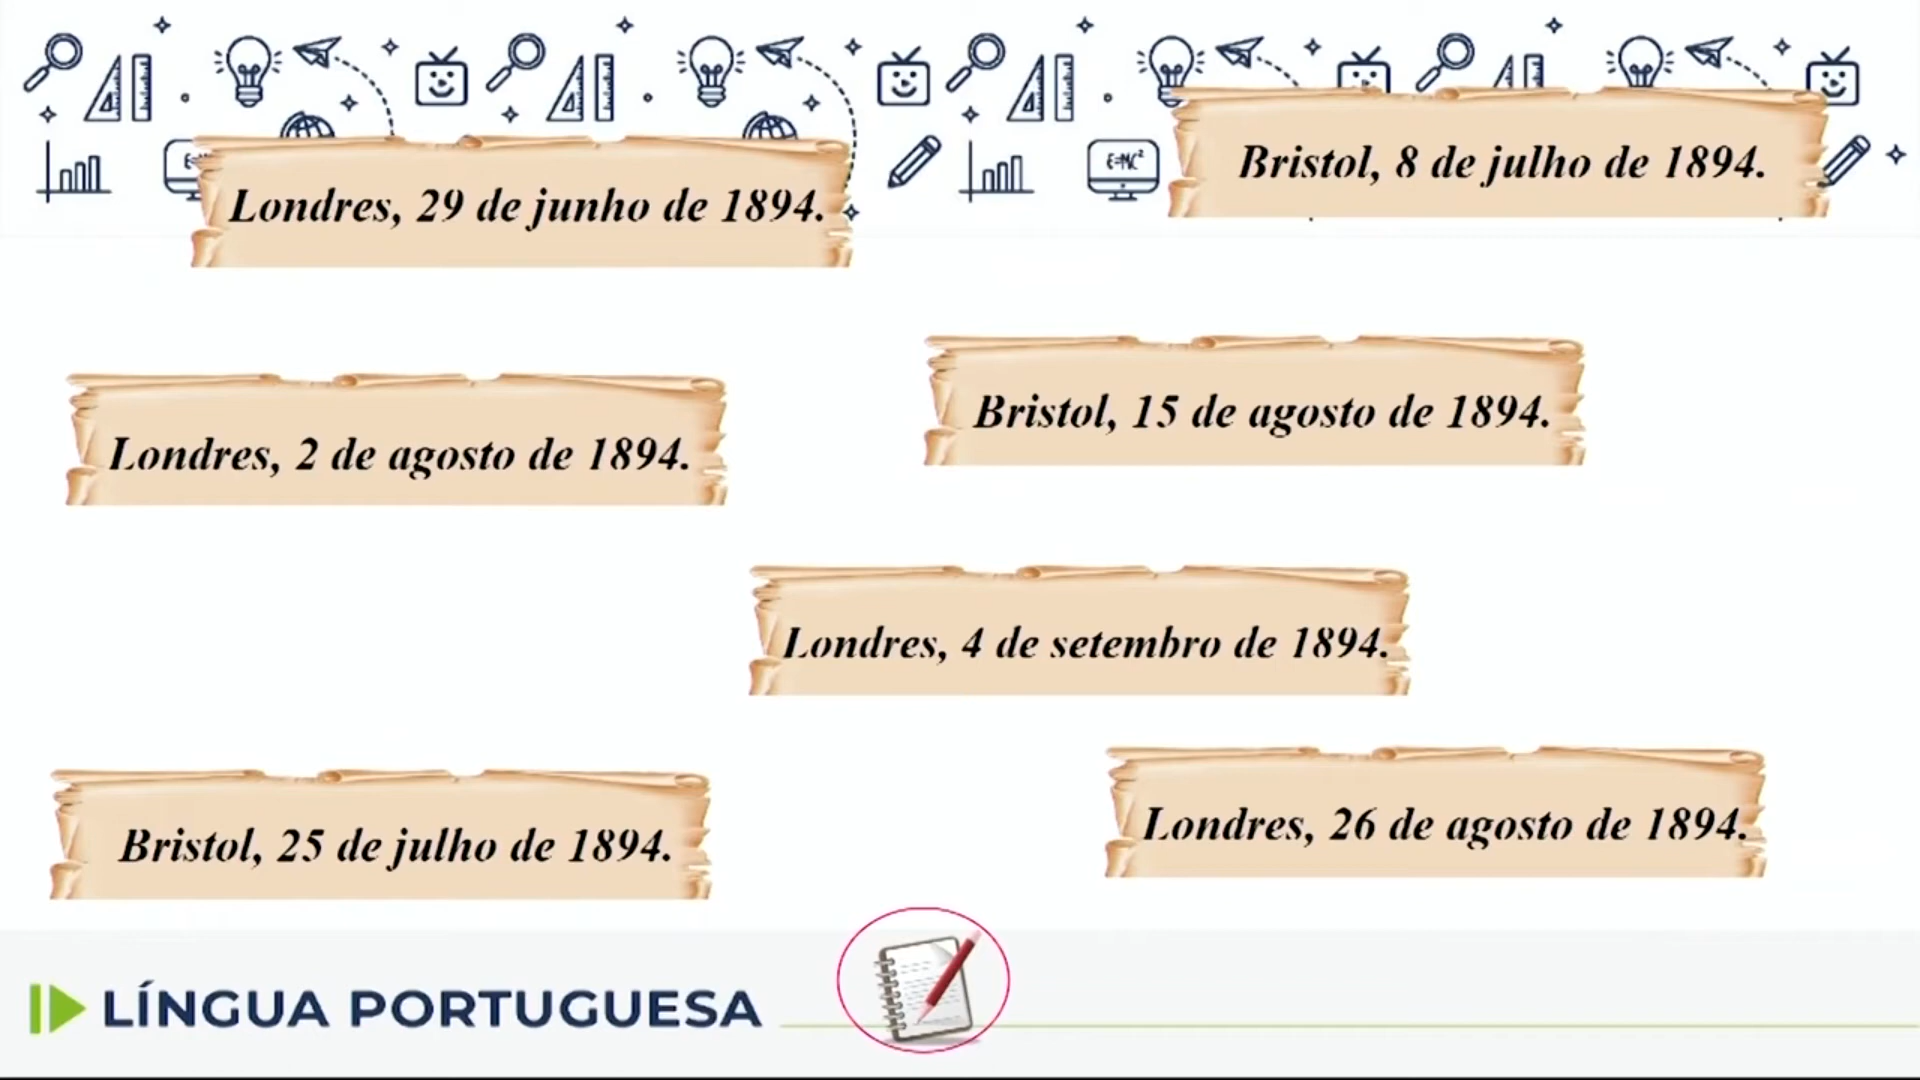 Londres, 29 de junho de 1894.
Bristol, 8 de julho de 1894.
Londres, 2 de agosto de 1894.
Bristol, 15 de agosto de 1894.
Londres, 4 de setembro de 1894.
Bristol, 25 de julho de 1894.
Londres, 26 de agosto de 1894.
LÍNGUA PORTUGUESA
E=MC²